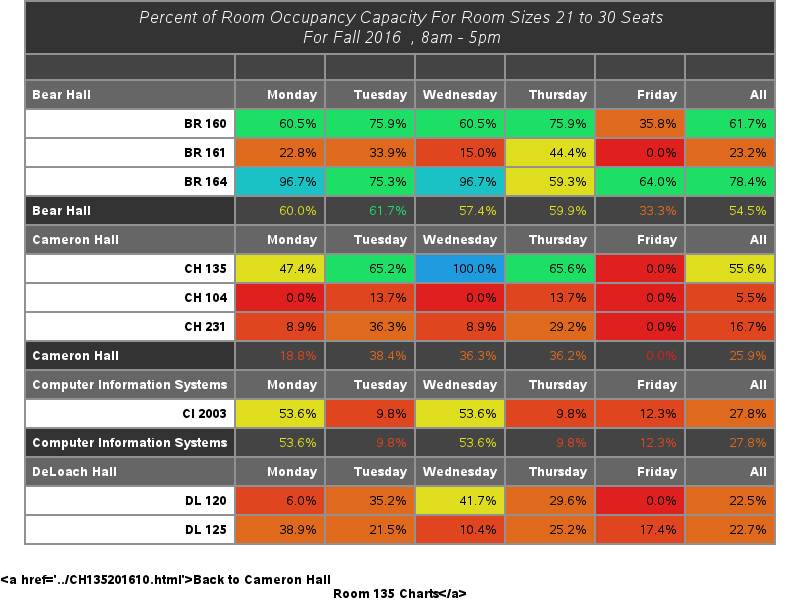 Percent of Room Occupancy Capacity For Room Sizes 21 to 30 Seats
For Fall 2016 , 8am - 5pm
Bear Hall Monday Tuesday Wednesday Thursday Friday All
BR 160 60.5% 75.9% 60.5% 75.9% 35.8% 61.7%
BR 161 22.8% 33.9% 15.0% 44.4% 0.0% 23.2%
BR 164 96.7% 75.3% 96.7% 59.3% 64.0% 78.4%
Bear Hall 60.0% 61.7% 57.4% 59.9% 33.3% 54.5%
Cameron Hall Monday Tuesday Wednesday Thursday Friday All
CH 135 47.4% 65.2% 100.0% 65.6% 0.0% 55.6%
CH 104 0.0% 13.7% 0.0% 13.7% 0.0% 5.5%
CH 231 8.9% 36.3% 8.9% 29.2% 0.0% 16.7%
Cameron Hall 18.8% 38.4% 36.3% 36.2% 0.0% 25.9%
Computer Information Systems Monday Tuesday Wednesday Thursday Friday All
CI 2003 53.6% 9.8% 53.6% 9.8% 12.3% 27.8%
Computer Information Systems 53.6% 9.8% 53.6% 9.8% 12.3% 27.8%
DeLoach Hall Monday Tuesday Wednesday Thursday Friday All
DL 120 6.0% 35.2% 41.7% 29.6% 0.0% 22.5%
DL 125 38.9% 21.5% 10.4% 25.2% 17.4% 22.7%
<a href='../CH135201610.html'>Back to Cameron Hall
Room 135 Charts</a>